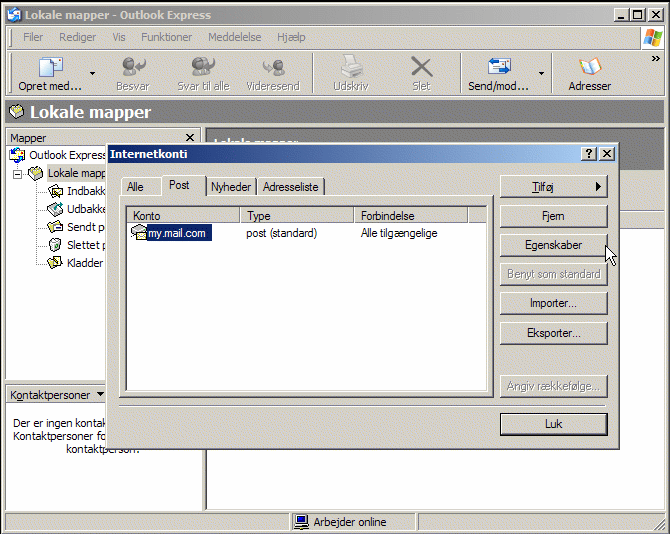 Lokale mapper - Outlook Express
Filer Rediger Vis Funktioner Meddelelse Hjælp
Opret med... Besvar Svar til alle Videresend Udskriv Slet Send/mod... Adresser
Lokale mapper
Mapper
Outlook Express
Lokale mapp
Indbakke
Udbakke
Sendt p
Slettet p
Kladder
Kontaktpersoner
Der er ingen konta
Kontaktpersoner fo
kontaktperson.
Internetkonti
Alle Post Nyheder Adresseliste
Konto Type Forbindelse
my.mail.com post (standard) Alle tilgængelige
Tilføj
Fjern
Egenskaber
Benyt som standard
Importer...
Eksporter...
Angiv rækkefølge...
Luk
Arbejder online